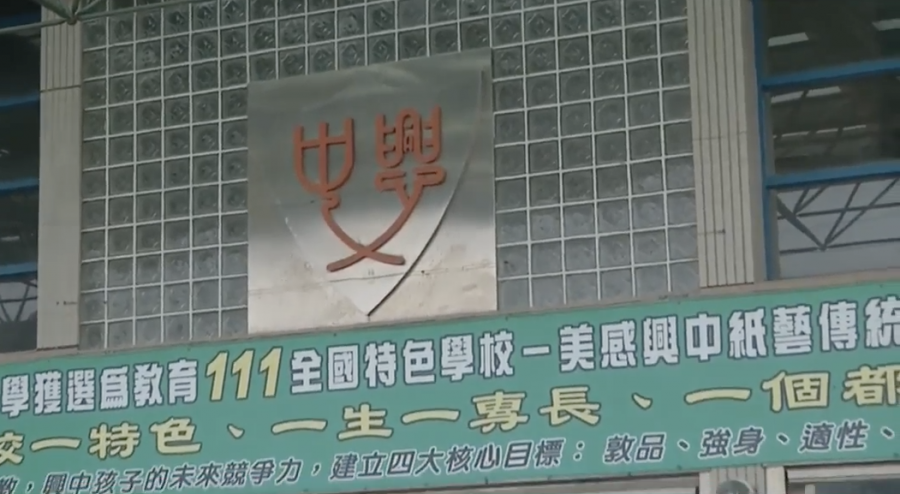 中興
學獲選為教育111全國特色學校－美感興中紙藝傳統
校一特色、一生一專長、一個都
，興中孩子的未來競爭力，建立四大核心目標：敦品、強身、適性、